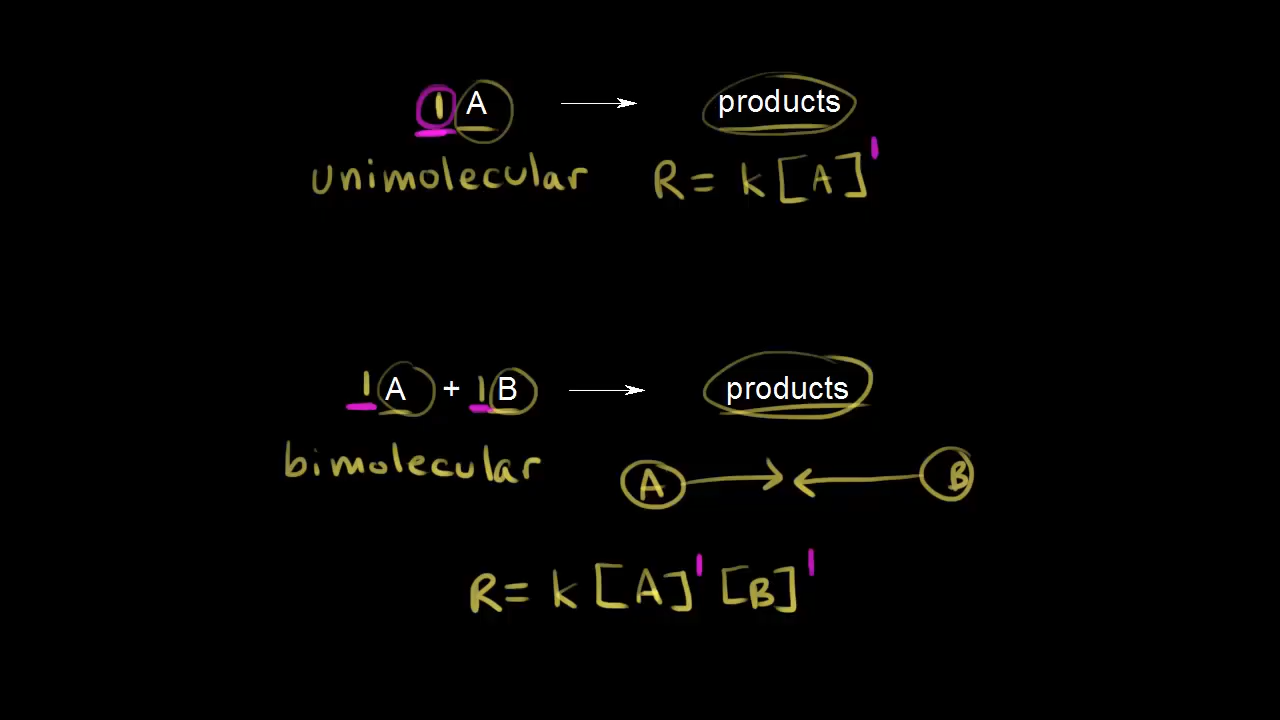 1 A → products
unimolecular R = k [A]¹
1 A + 1 B → products
bimolecular
A B
R = k [A]¹ [B]¹